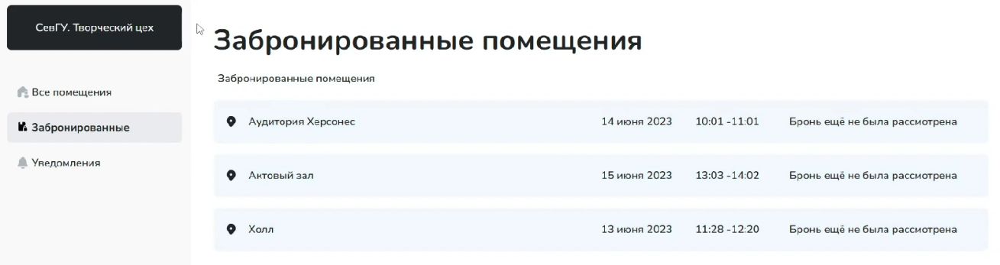 СевГУ. Творческий цех
Все помещения
Забронированные
Уведомления
Забронированные помещения
Забронированные помещения
Аудитория Херсонес 14 июня 2023 10:01 -11:01 Бронь ещё не была рассмотрена
Актовый зал 15 июня 2023 13:03 -14:02 Бронь ещё не была рассмотрена
Холл 13 июня 2023 11:28 -12:20 Бронь ещё не была рассмотрена